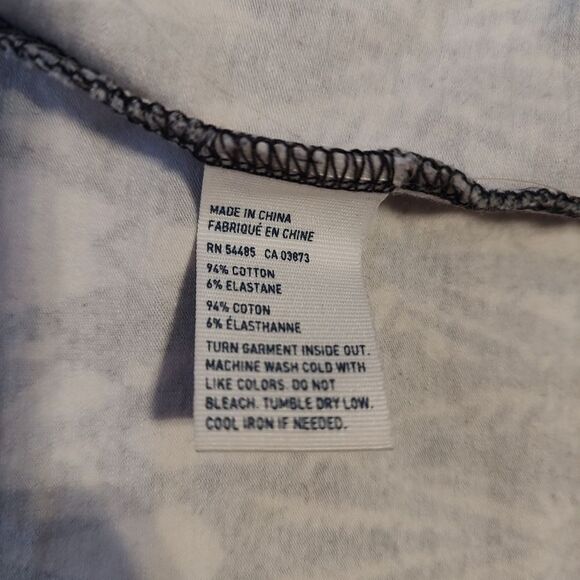 MADE IN CHINA
FABRIQUÉ EN CHINE
RN 54485 CA 03873
94% COTTON
6% ELASTANE
94% COTON
6% ÉLASTHANNE
TURN GARMENT INSIDE OUT.
MACHINE WASH COLD WITH
LIKE COLORS. DO NOT
BLEACH. TUMBLE DRY LOW.
COOL IRON IF NEEDED.